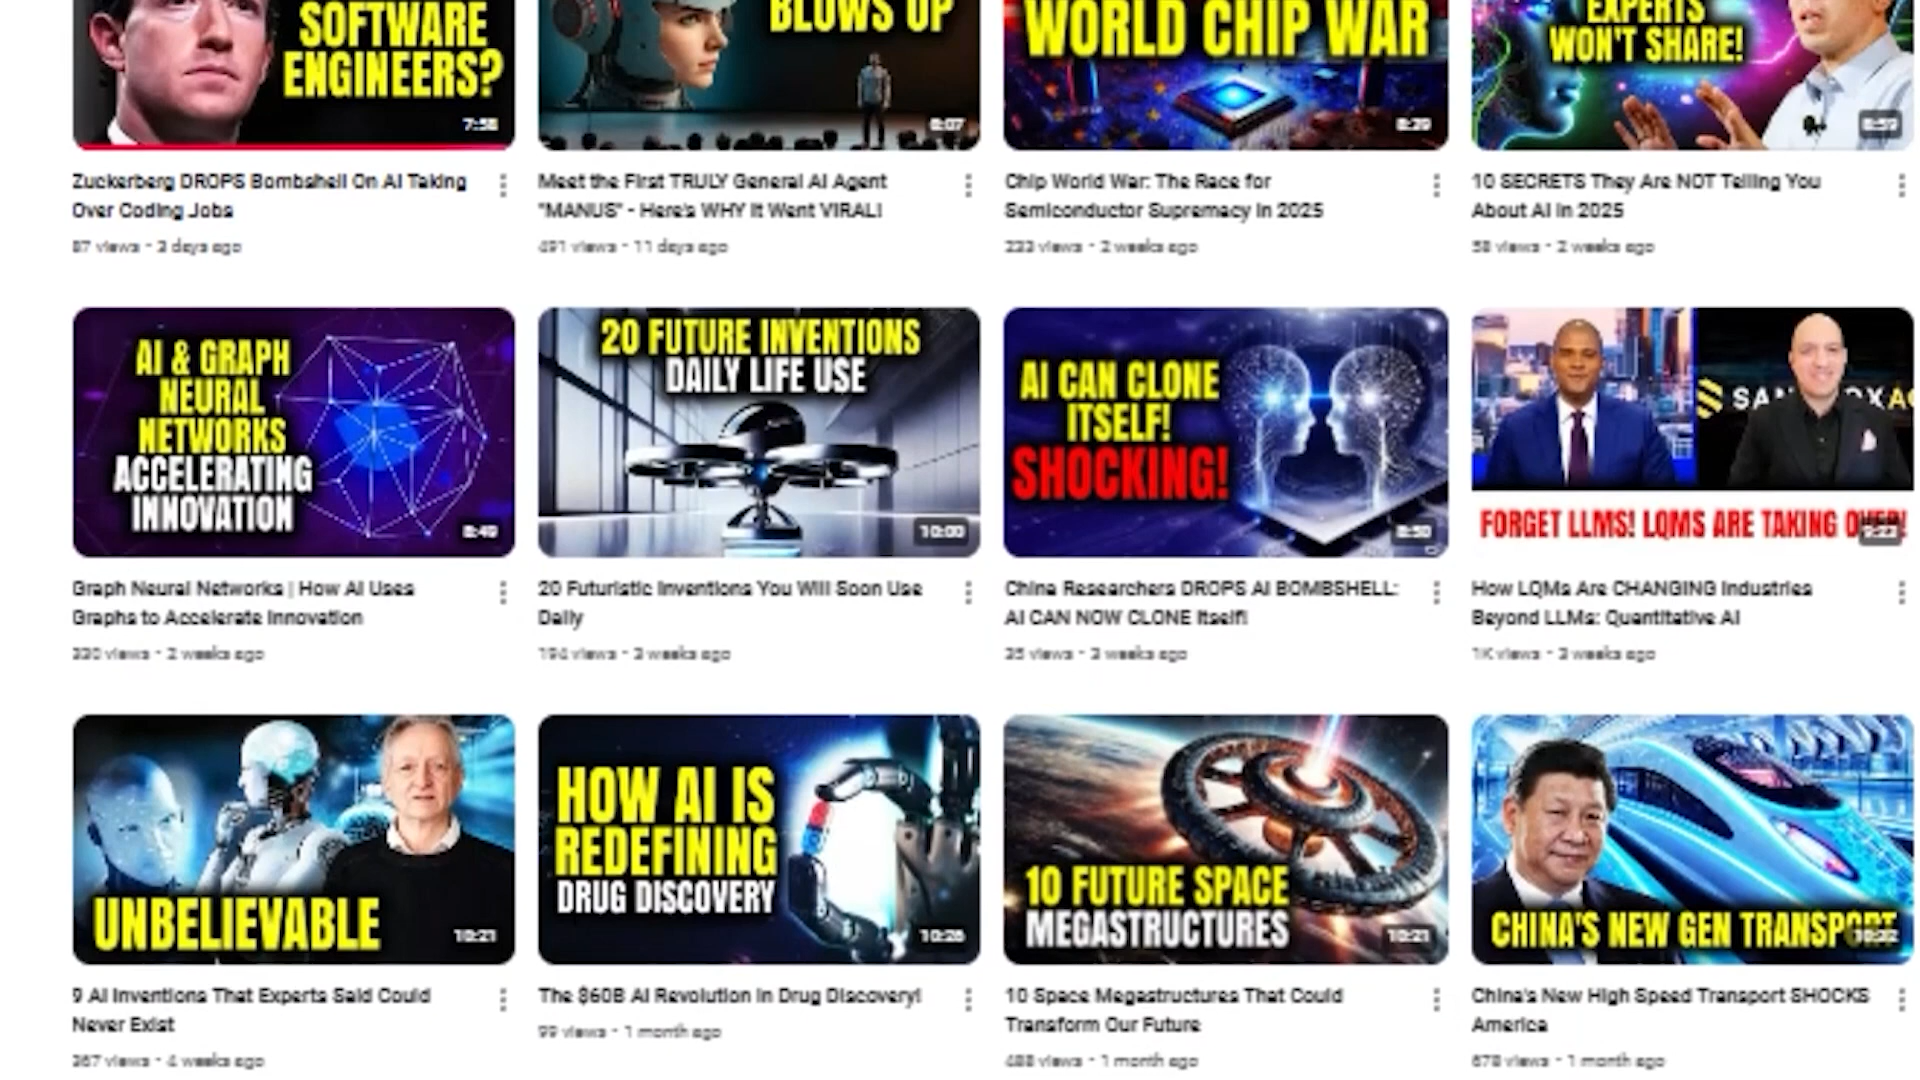 SOFTWARE
ENGINEERS?
7:58
BLOWS UP
8:07
WORLD CHIP WAR
8:39
EXPERTS
WON'T SHARE!
8:59
Zuckerberg DROPS Bombshell On AI Taking
Over Coding Jobs
87 views • 3 days ago
Meet the First TRULY General AI Agent
"MANUS" - Here's WHY It Went VIRAL!
491 views • 11 days ago
Chip World War: The Race for
Semiconductor Supremacy in 2025
233 views • 2 weeks ago
10 SECRETS They Are NOT Telling You
About AI in 2025
58 views • 2 weeks ago
AI & GRAPH
NEURAL
NETWORKS
ACCELERATING
INNOVATION
8:49
20 FUTURE INVENTIONS
DAILY LIFE USE
10:00
AI CAN CLONE
ITSELF!
SHOCKING!
8:50
FORGET LLMS! LQMS ARE TAKING OVER!
Graph Neural Networks | How AI Uses
Graphs to Accelerate Innovation
330 views • 2 weeks ago
20 Futuristic Inventions You Will Soon Use
Daily
194 views • 3 weeks ago
China Researchers DROPS AI BOMBSHELL:
AI CAN NOW CLONE Itself!
35 views • 3 weeks ago
How LQMs Are CHANGING Industries
Beyond LLMs: Quantitative AI
1K views • 3 weeks ago
UNBELIEVABLE
10:21
HOW AI IS
REDEFINING
DRUG DISCOVERY
10:26
10 FUTURE SPACE
MEGASTRUCTURES
10:21
CHINA'S NEW GEN TRANSPORT
10:22
9 AI Inventions That Experts Said Could
Never Exist
367 views • 4 weeks ago
The $60B AI Revolution in Drug Discovery!
99 views • 1 month ago
10 Space Megastructures That Could
Transform Our Future
488 views • 1 month ago
China's New High Speed Transport SHOCKS
America
678 views • 1 month ago